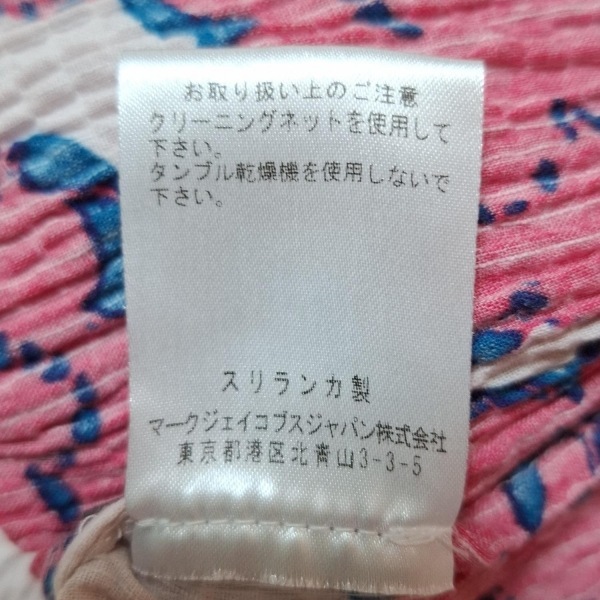 お取り扱い上のご注意
クリーニングネットを使用して
下さい。
タンブル乾燥機を使用しないで
下さい。
スリランカ製
マークジェイコブスジャパン株式会社
東京都港区北青山3-3-5